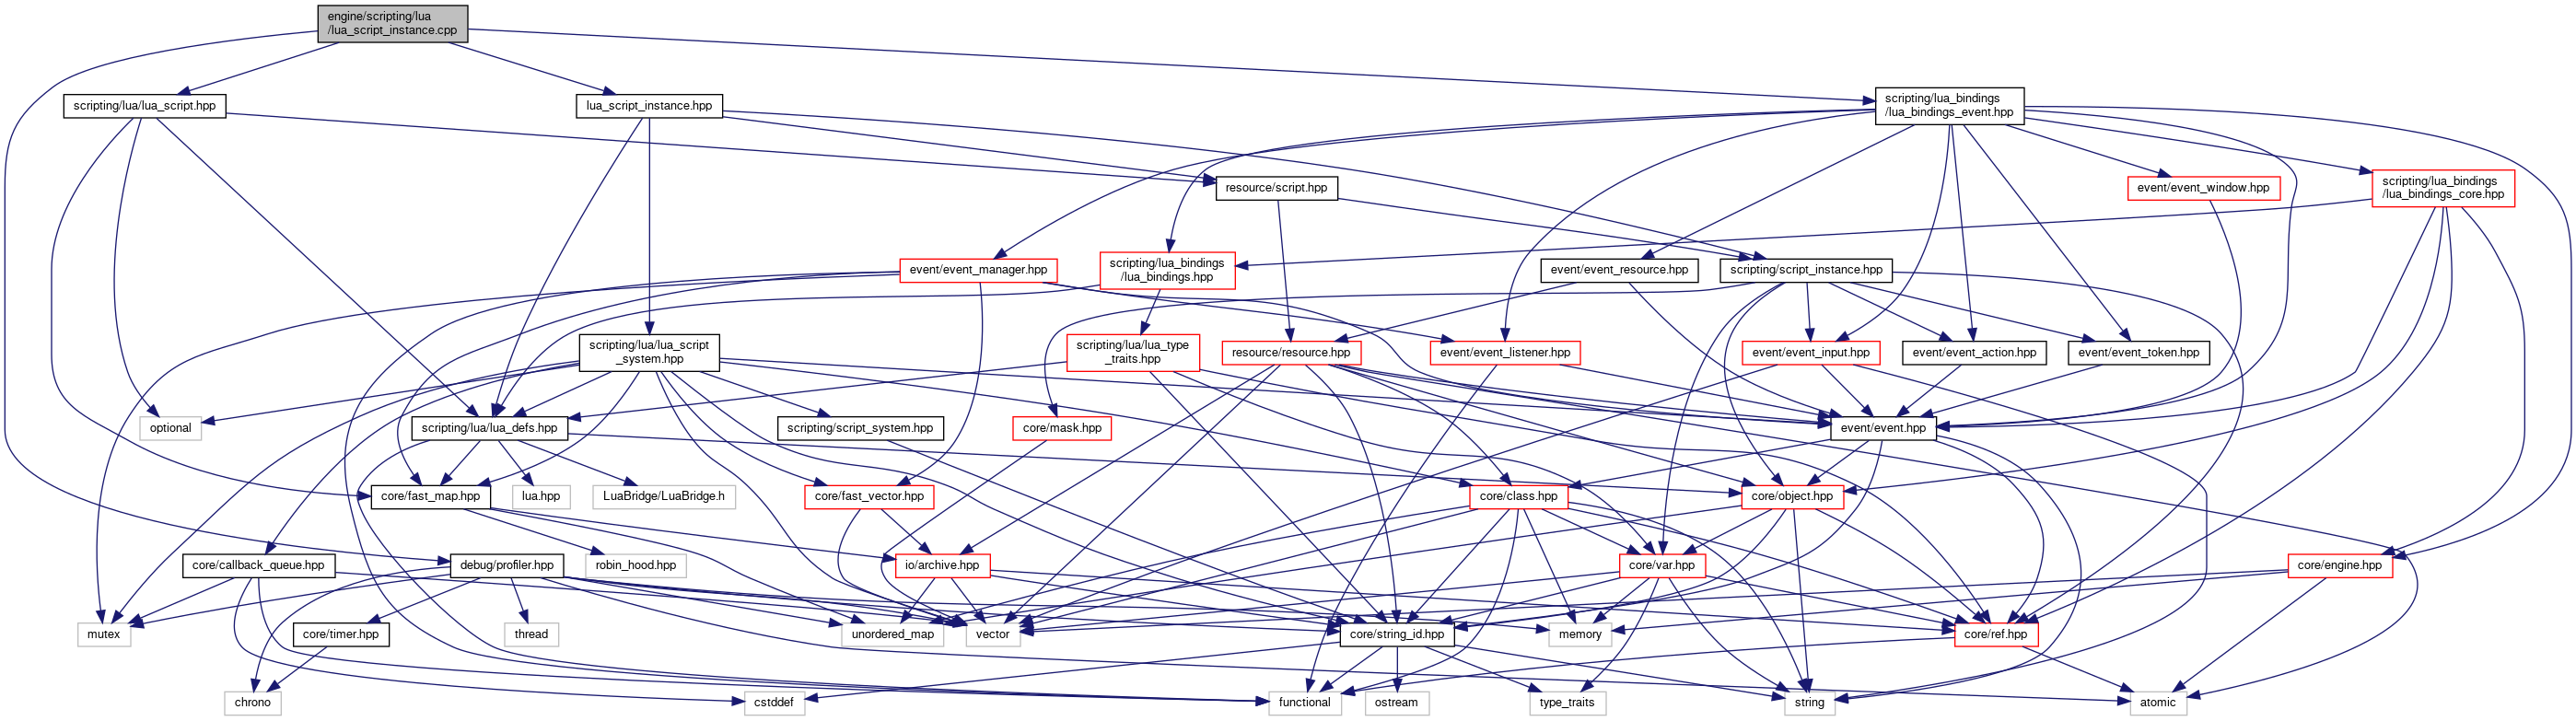 engine/scripting/lua
/lua_script_instance.cpp
scripting/lua/lua_script.hpp
lua_script_instance.hpp
scripting/lua_bindings
/lua_bindings_event.hpp
resource/script.hpp
event/event_window.hpp
scripting/lua_bindings
/lua_bindings_core.hpp
event/event_manager.hpp
scripting/lua_bindings
/lua_bindings.hpp
event/event_resource.hpp
scripting/script_instance.hpp
scripting/lua/lua_script
_system.hpp
scripting/lua/lua_type
_traits.hpp
resource/resource.hpp
event/event_listener.hpp
event/event_input.hpp
event/event_action.hpp
event/event_token.hpp
optional
scripting/lua/lua_defs.hpp
scripting/script_system.hpp
core/mask.hpp
event/event.hpp
core/fast_map.hpp
lua.hpp
LuaBridge/LuaBridge.h
core/fast_vector.hpp
core/class.hpp
core/object.hpp
core/callback_queue.hpp
debug/profiler.hpp
robin_hood.hpp
io/archive.hpp
core/var.hpp
core/engine.hpp
mutex
core/timer.hpp
thread
unordered_map
vector
core/string_id.hpp
memory
core/ref.hpp
chrono
cstddef
functional
ostream
type_traits
string
atomic